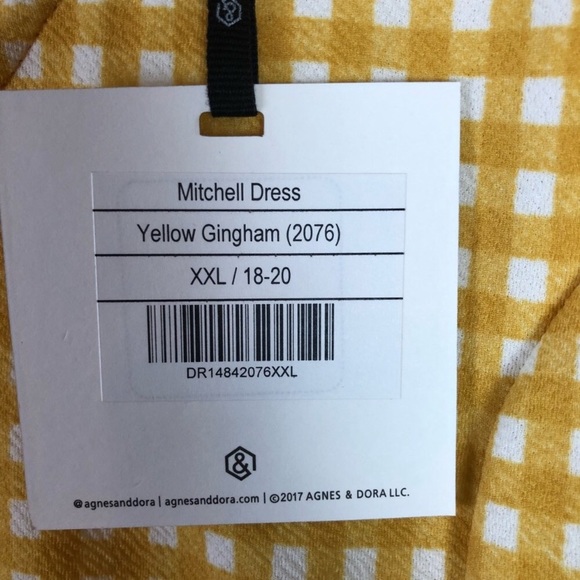 Mitchell Dress
Yellow Gingham (2076)
XXL / 18-20
DR14842076XXL
&
@agnesanddora | agnesanddora.com | ©2017 AGNES & DORA LLC.